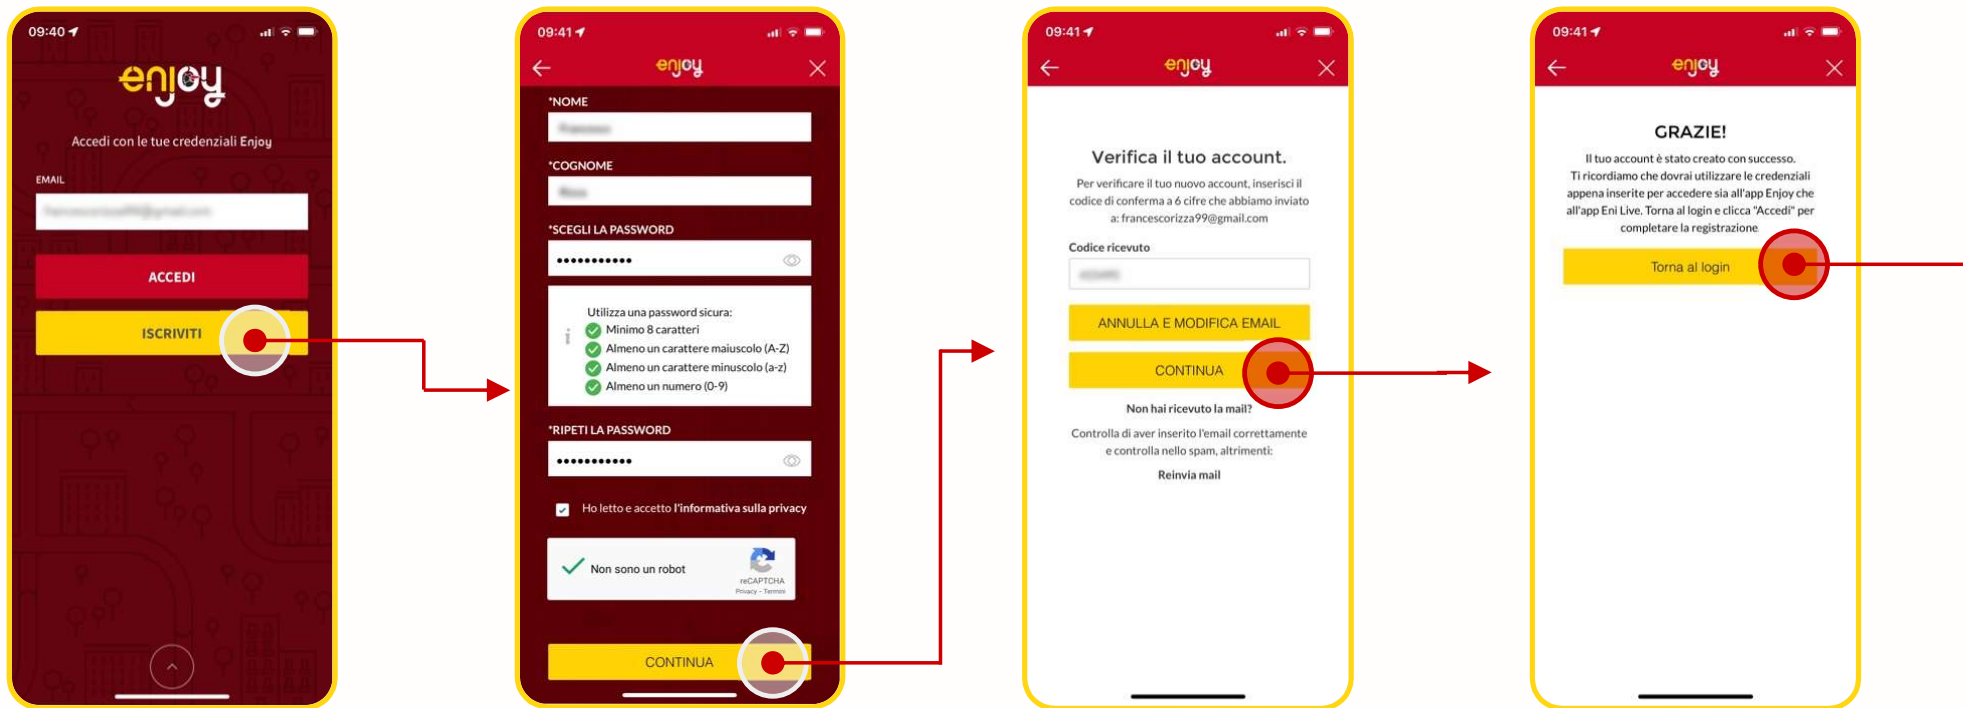 09:40
enjoy
Accedi con le tue credenziali Enjoy
EMAIL
ACCEDI
ISCRIVITI
09:41
enjoy
*NOME
*COGNOME
*SCEGLI LA PASSWORD
Utilizza una password sicura:
Minimo 8 caratteri
Almeno un carattere maiuscolo (A-Z)
Almeno un carattere minuscolo (a-z)
Almeno un numero (0-9)
*RIPETI LA PASSWORD
Ho letto e accetto l'informativa sulla privacy
Non sono un robot
reCAPTCHA
Privacy - Termini
CONTINUA
09:41
enjoy
Verifica il tuo account.
Per verificare il tuo nuovo account, inserisci il
codice di conferma a 6 cifre che abbiamo inviato
a: francescorizza99@gmail.com
Codice ricevuto
ANNULLA E MODIFICA EMAIL
CONTINUA
Non hai ricevuto la mail?
Controlla di aver inserito l'email correttamente
e controlla nello spam, altrimenti:
Reinvia mail
09:41
enjoy
GRAZIE!
Il tuo account è stato creato con successo.
Ti ricordiamo che dovrai utilizzare le credenziali
appena inserite per accedere sia all'app Enjoy che
all'app Eni Live. Torna al login e clicca "Accedi" per
completare la registrazione
Torna al login